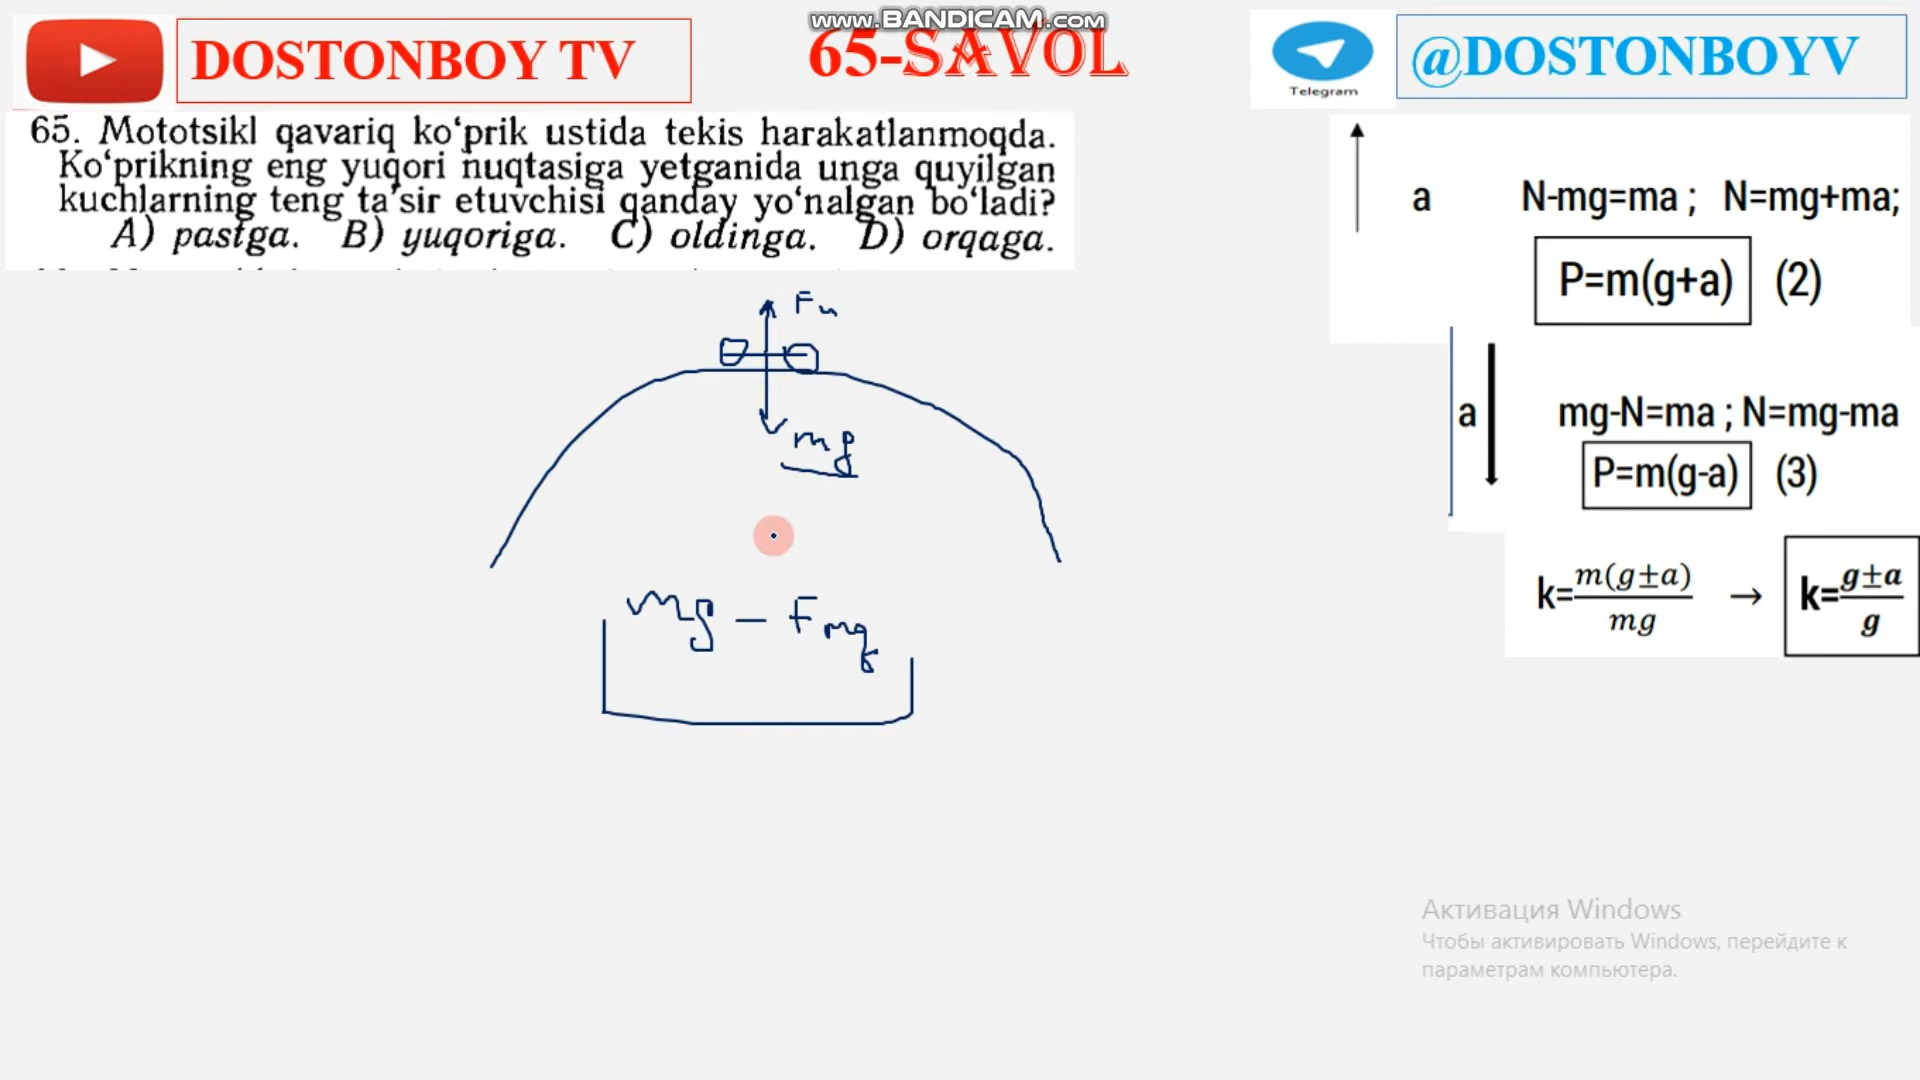 www.BANDICAM.com
DOSTONBOY TV
65-SAVOL
Telegram
@DOSTONBOYV
65. Mototsikl qavariq ko‘prik ustida tekis harakatlanmoqda.
Ko‘prikning eng yuqori nuqtasiga yetganida unga quyilgan
kuchlarning teng ta’sir etuvchisi qanday yo‘nalgan bo‘ladi?
A) pastga. B) yuqoriga. C) oldinga. D) orqaga.
a N-mg=ma ; N=mg+ma;
P=m(g+a) (2)
a mg-N=ma ; N=mg-ma
P=m(g-a) (3)
k=m(g±a)/mg → k=g±a/g
mg
mg - F
Активация Windows
Чтобы активировать Windows, перейдите к
параметрам компьютера.